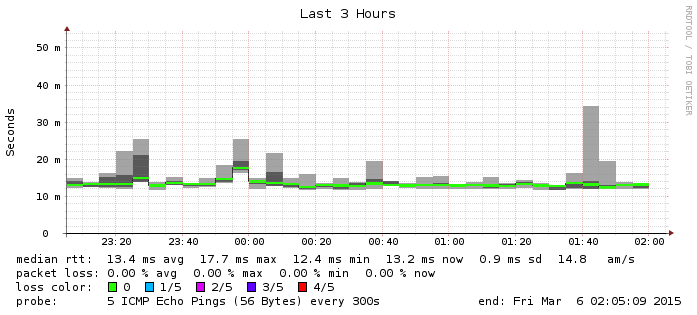 Last 3 Hours
RRDTOOL / TOBI OETIKER
Seconds
50 m
40 m
30 m
20 m
10 m
0
23:20 23:40 00:00 00:20 00:40 01:00 01:20 01:40 02:00
median rtt: 13.4 ms avg 17.7 ms max 12.4 ms min 13.2 ms now 0.9 ms sd 14.8 am/s
packet loss: 0.00 % avg 0.00 % max 0.00 % min 0.00 % now
loss color: 0 1/5 2/5 3/5 4/5
probe: 5 ICMP Echo Pings (56 Bytes) every 300s end: Fri Mar 6 02:05:09 2015